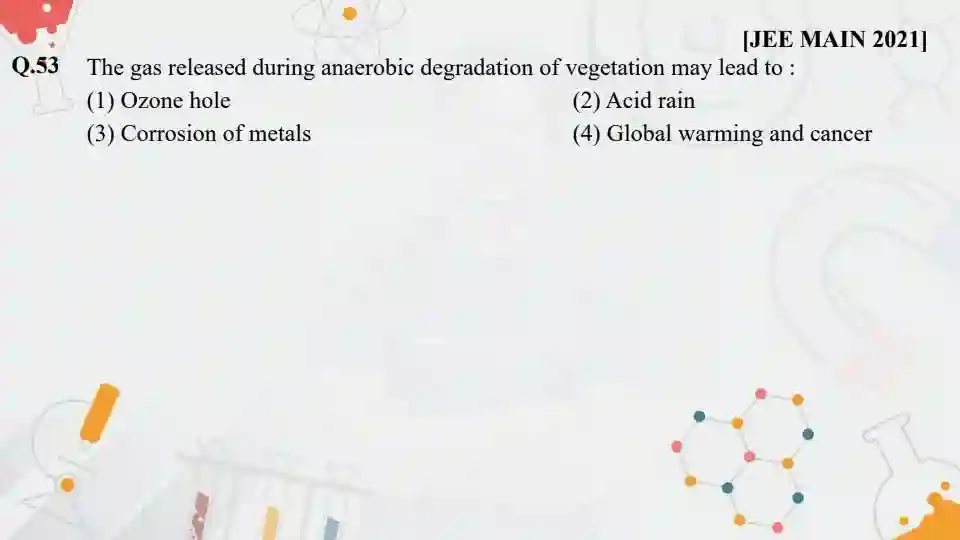 [JEE MAIN 2021]
Q.53 The gas released during anaerobic degradation of vegetation may lead to :
(1) Ozone hole (2) Acid rain
(3) Corrosion of metals (4) Global warming and cancer